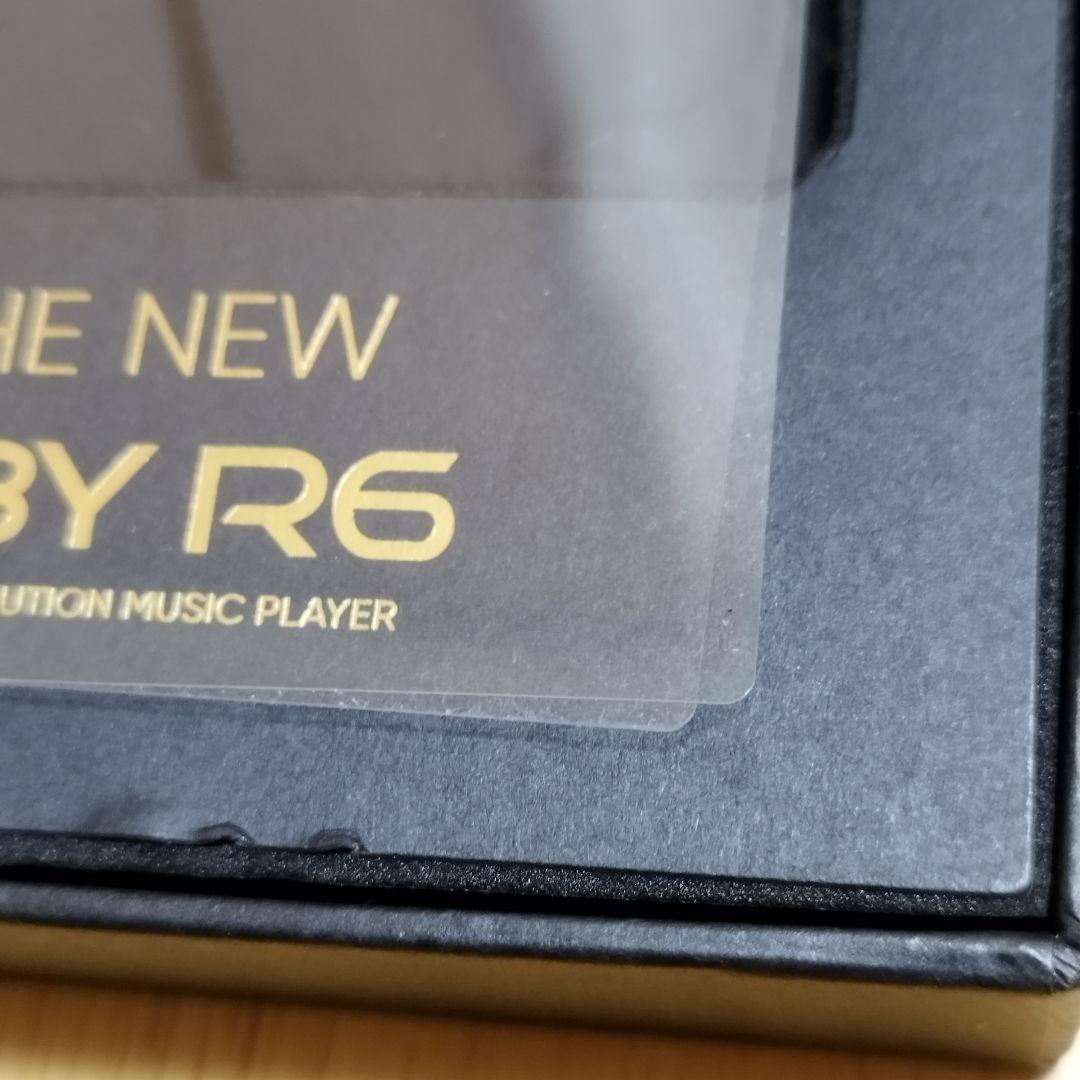 HE NEW
BY R6
UTION MUSIC PLAYER